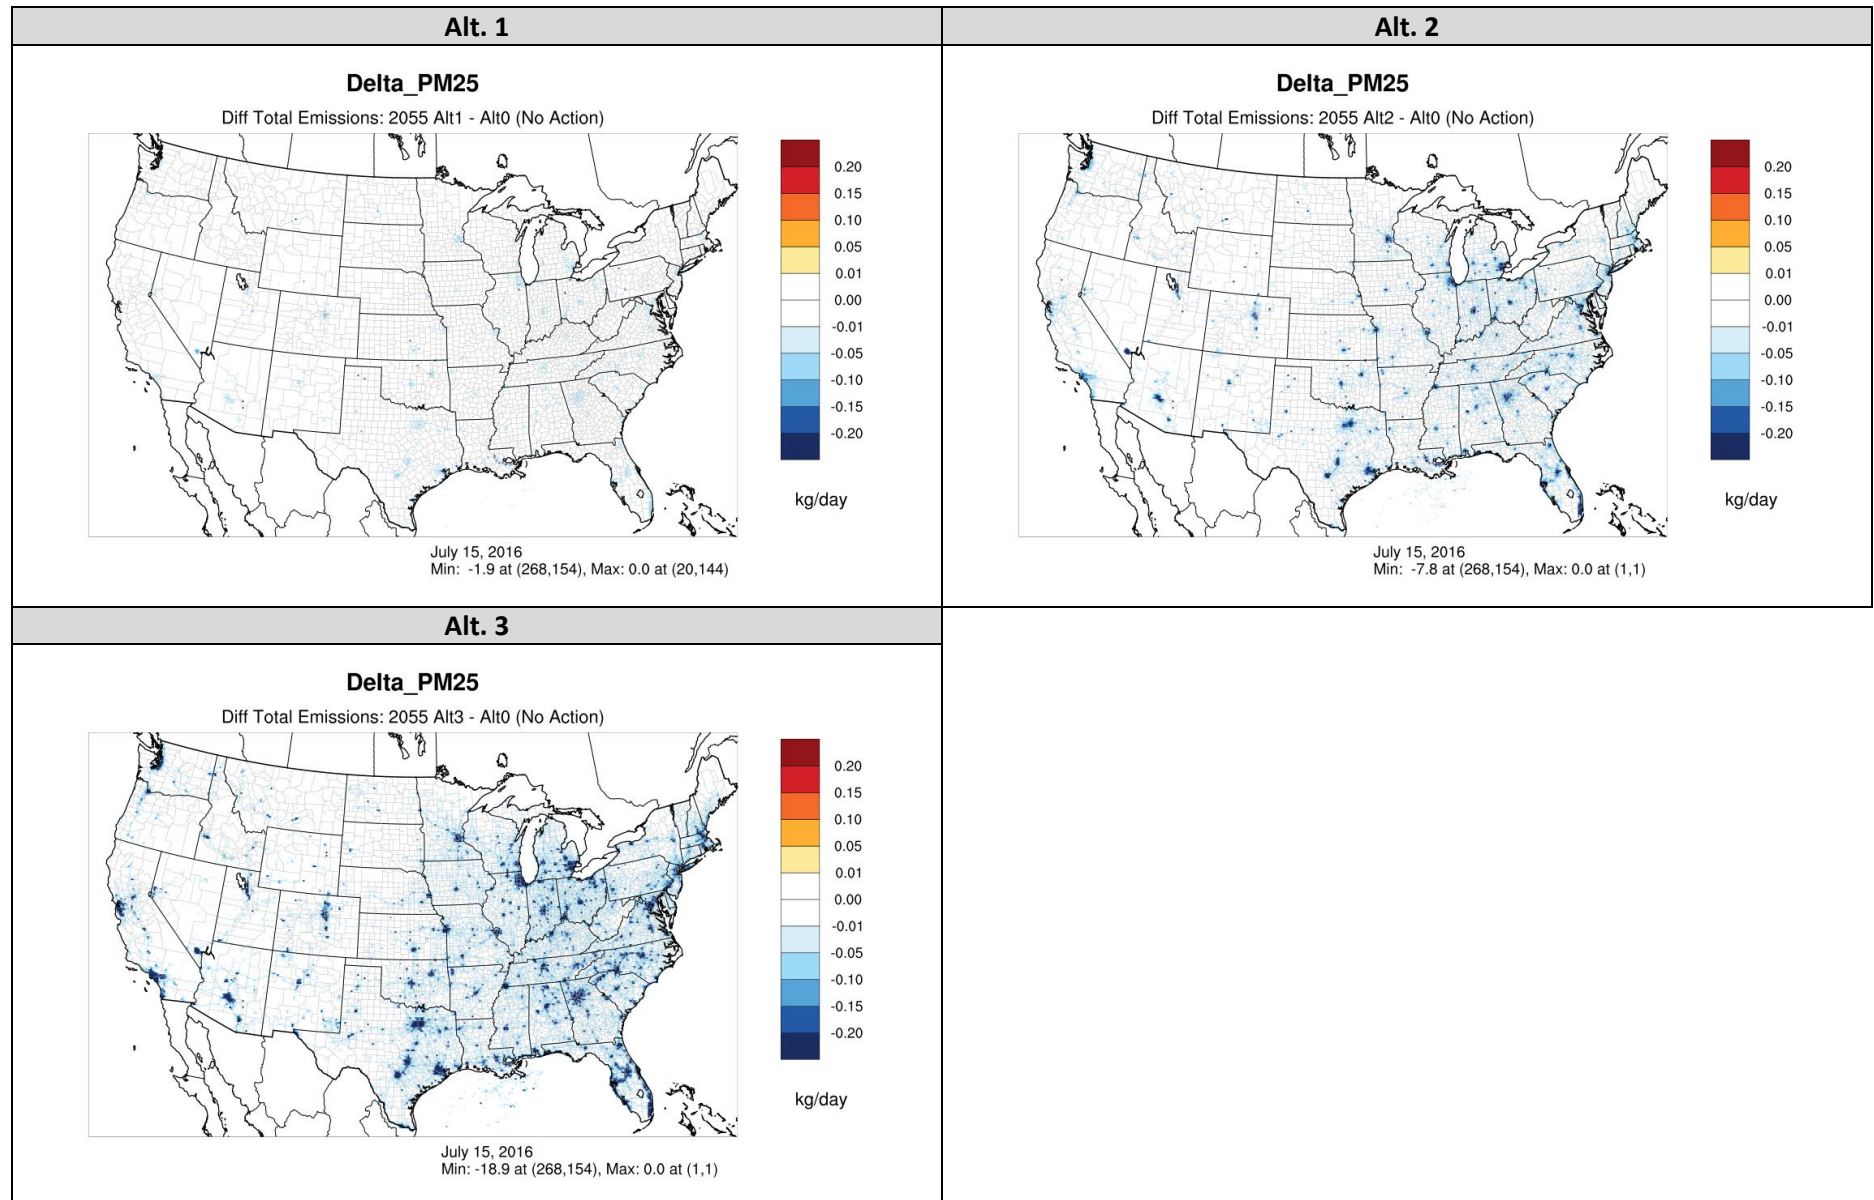 Alt. 1
Delta_PM25
Diff Total Emissions: 2055 Alt1 - Alt0 (No Action)
0.20
0.15
0.10
0.05
0.01
0.00
-0.01
-0.05
-0.10
-0.15
-0.20
kg/day
July 15, 2016
Min: -1.9 at (268,154), Max: 0.0 at (20,144)
Alt. 2
Delta_PM25
Diff Total Emissions: 2055 Alt2 - Alt0 (No Action)
0.20
0.15
0.10
0.05
0.01
0.00
-0.01
-0.05
-0.10
-0.15
-0.20
kg/day
July 15, 2016
Min: -7.8 at (268,154), Max: 0.0 at (1,1)
Alt. 3
Delta_PM25
Diff Total Emissions: 2055 Alt3 - Alt0 (No Action)
0.20
0.15
0.10
0.05
0.01
0.00
-0.01
-0.05
-0.10
-0.15
-0.20
kg/day
July 15, 2016
Min: -18.9 at (268,154), Max: 0.0 at (1,1)